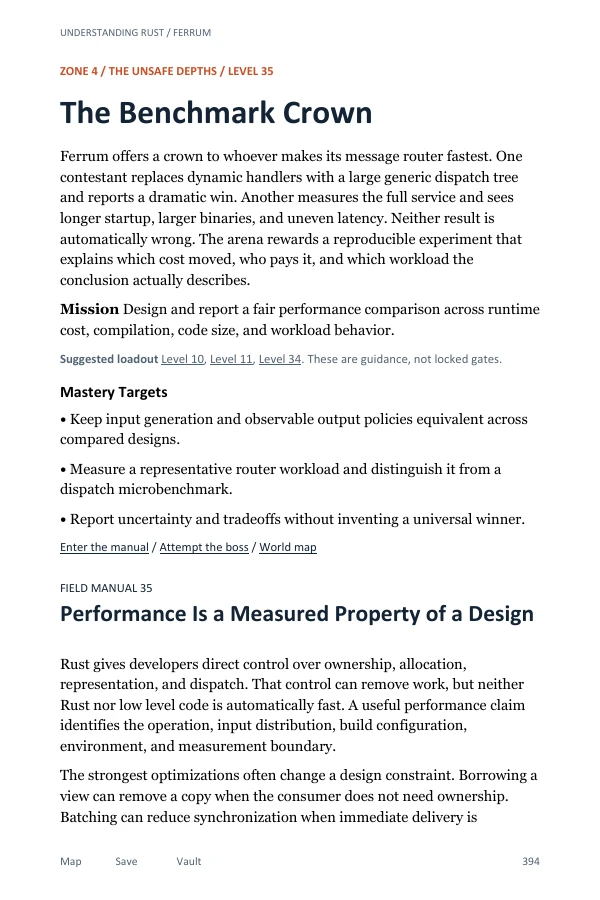 UNDERSTANDING RUST / FERRUM
ZONE 4 / THE UNSAFE DEPTHS / LEVEL 35
The Benchmark Crown
Ferrum offers a crown to whoever makes its message router fastest. One
contestant replaces dynamic handlers with a large generic dispatch tree
and reports a dramatic win. Another measures the full service and sees
longer startup, larger binaries, and uneven latency. Neither result is
automatically wrong. The arena rewards a reproducible experiment that
explains which cost moved, who pays it, and which workload the
conclusion actually describes.
Mission Design and report a fair performance comparison across runtime
cost, compilation, code size, and workload behavior.
Suggested loadout Level 10, Level 11, Level 34. These are guidance, not locked gates.
Mastery Targets
• Keep input generation and observable output policies equivalent across
compared designs.
• Measure a representative router workload and distinguish it from a
dispatch microbenchmark.
• Report uncertainty and tradeoffs without inventing a universal winner.
Enter the manual / Attempt the boss / World map
FIELD MANUAL 35
Performance Is a Measured Property of a Design
Rust gives developers direct control over ownership, allocation,
representation, and dispatch. That control can remove work, but neither
Rust nor low level code is automatically fast. A useful performance claim
identifies the operation, input distribution, build configuration,
environment, and measurement boundary.
The strongest optimizations often change a design constraint. Borrowing a
view can remove a copy when the consumer does not need ownership.
Batching can reduce synchronization when immediate delivery is
Map Save Vault 394